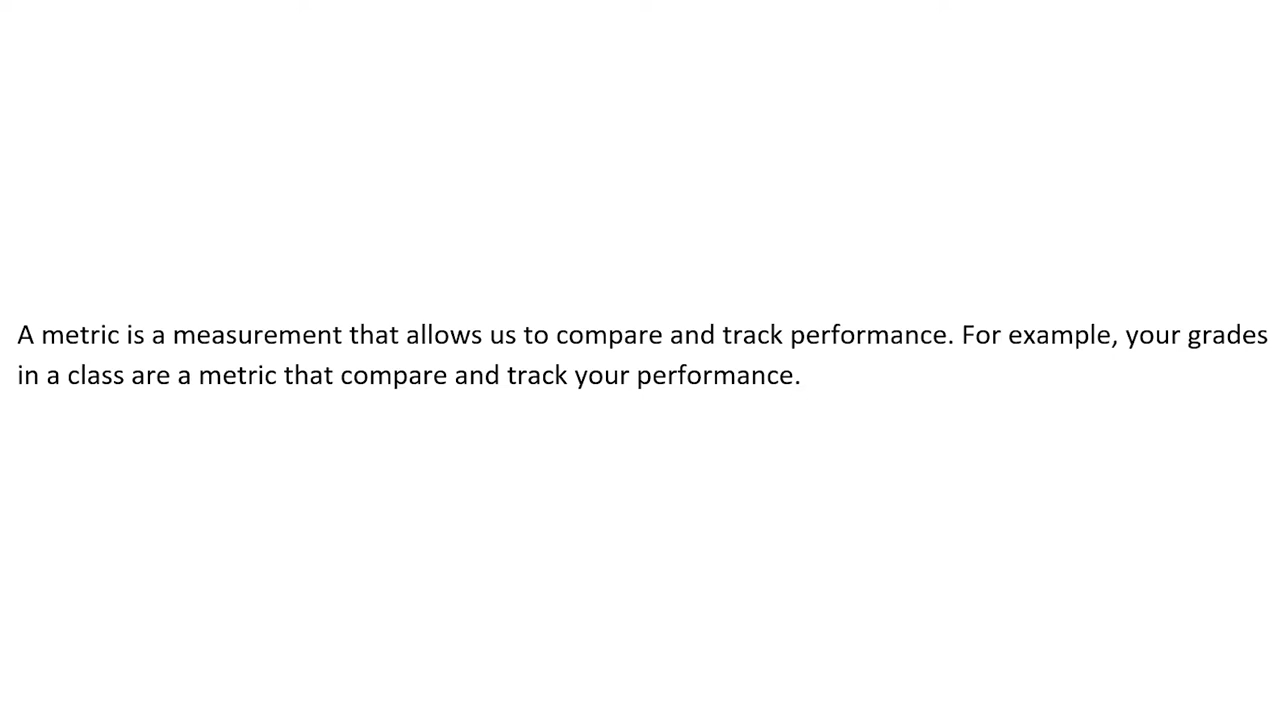 A metric is a measurement that allows us to compare and track performance. For example, your grades
in a class are a metric that compare and track your performance.